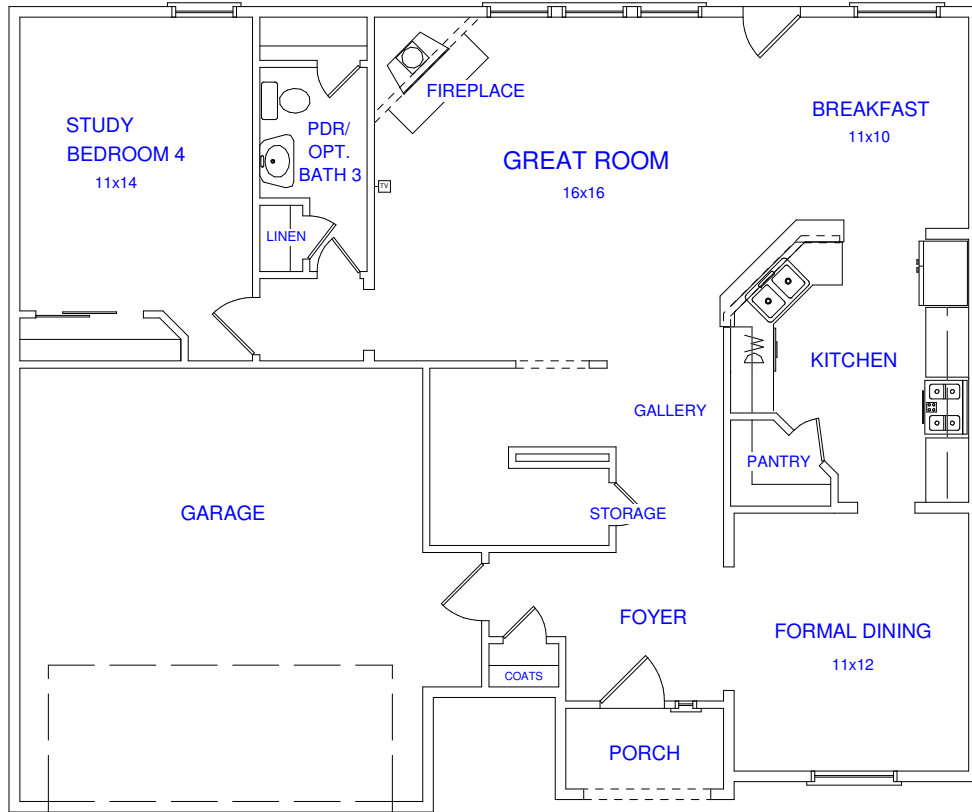 FIREPLACE
BREAKFAST
11x10
STUDY
BEDROOM 4
11x14
PDR/
OPT.
BATH 3
GREAT ROOM
16x16
TV
LINEN
KITCHEN
GALLERY
PANTRY
GARAGE
STORAGE
FOYER
FORMAL DINING
11x12
COATS
PORCH